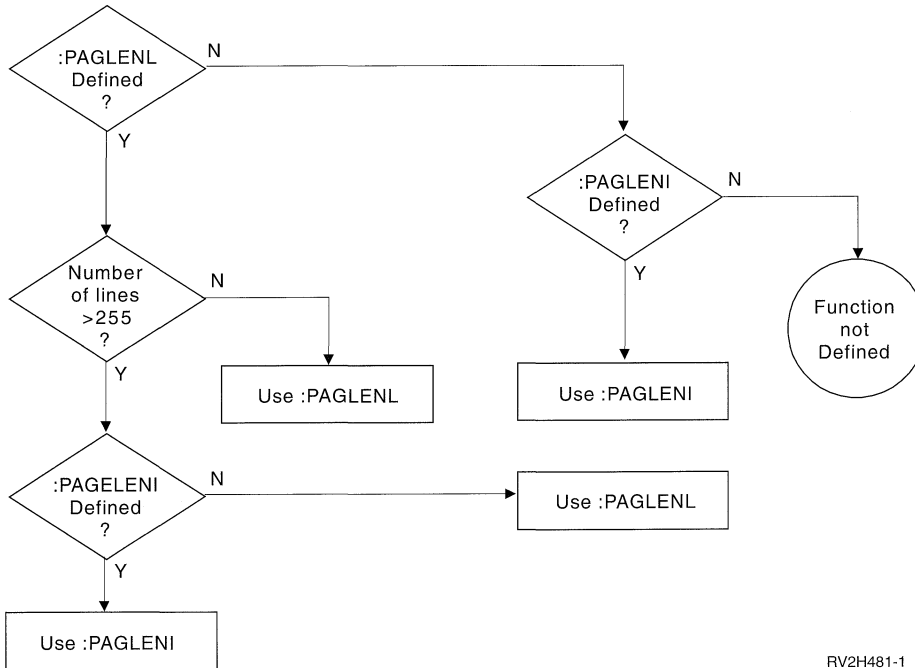 :PAGLENL
Defined
?
N
Y
:PAGLENI
Defined
?
N
Y
Number
of lines
>255
?
N
Y
Function
not
Defined
Use :PAGLENL
Use :PAGLENI
:PAGELENI
Defined
?
N
Y
Use :PAGLENL
Use :PAGLENI
RV2H481-1